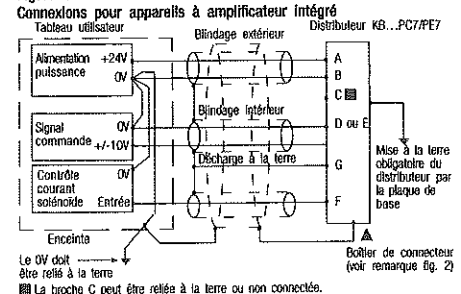 Connexions pour appareils à amplificateur intégré
Tableau utilisateur
Blindage extérieur
Distributeur KB...PC7/PE7
Alimentation
puissance
+24V
0V
A
B
C
Blindage intérieur
Signal
commande
0V
+/-10V
D ou E
Décharge à la terre
G
Contrôle
courant
solénoïde
0V
Entrée
F
Mise à la terre
obligatoire du
distributeur par
la plaque de
base
Enceinte
Le 0V doit
être relié à la terre
Boîtier de connecteur
(voir remarque fig. 2)
La broche C peut être reliée à la terre ou non connectée.